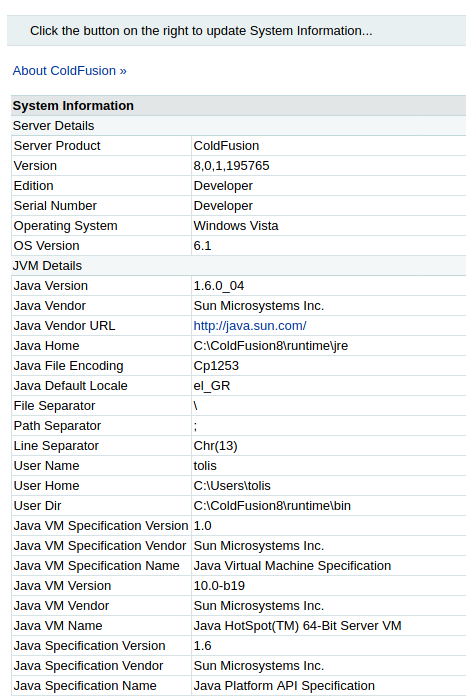 Click the button on the right to update System Information...
About ColdFusion »
System Information
Server Details
Server Product ColdFusion
Version 8,0,1,195765
Edition Developer
Serial Number Developer
Operating System Windows Vista
OS Version 6.1
JVM Details
Java Version 1.6.0_04
Java Vendor Sun Microsystems Inc.
Java Vendor URL http://java.sun.com/
Java Home C:\ColdFusion8\runtime\jre
Java File Encoding Cp1253
Java Default Locale el_GR
File Separator \
Path Separator ;
Line Separator Chr(13)
User Name tolis
User Home C:\Users\tolis
User Dir C:\ColdFusion8\runtime\bin
Java VM Specification Version 1.0
Java VM Specification Vendor Sun Microsystems Inc.
Java VM Specification Name Java Virtual Machine Specification
Java VM Version 10.0-b19
Java VM Vendor Sun Microsystems Inc.
Java VM Name Java HotSpot(TM) 64-Bit Server VM
Java Specification Version 1.6
Java Specification Vendor Sun Microsystems Inc.
Java Specification Name Java Platform API Specification